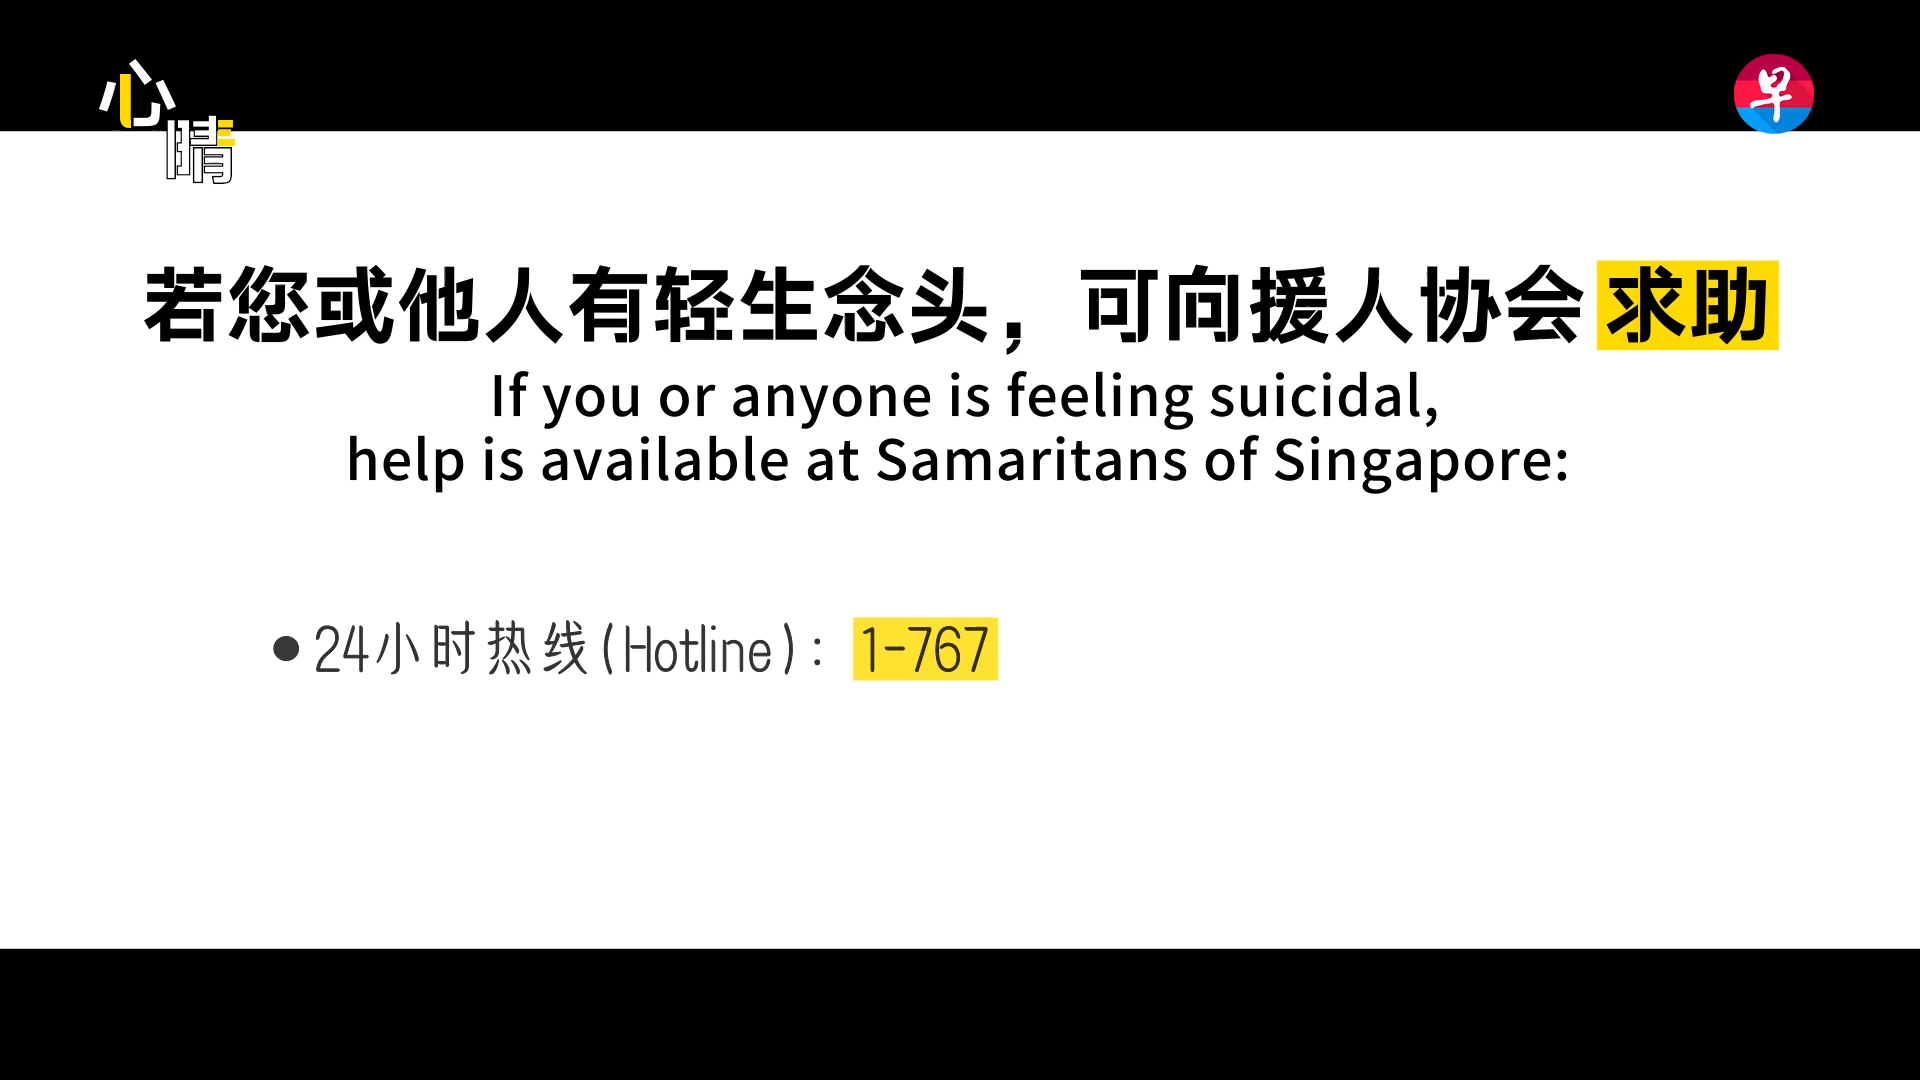 心
晴
早
若您或他人有轻生念头，可向援人协会求助
If you or anyone is feeling suicidal,
help is available at Samaritans of Singapore:
●24小时热线(Hotline)：1-767